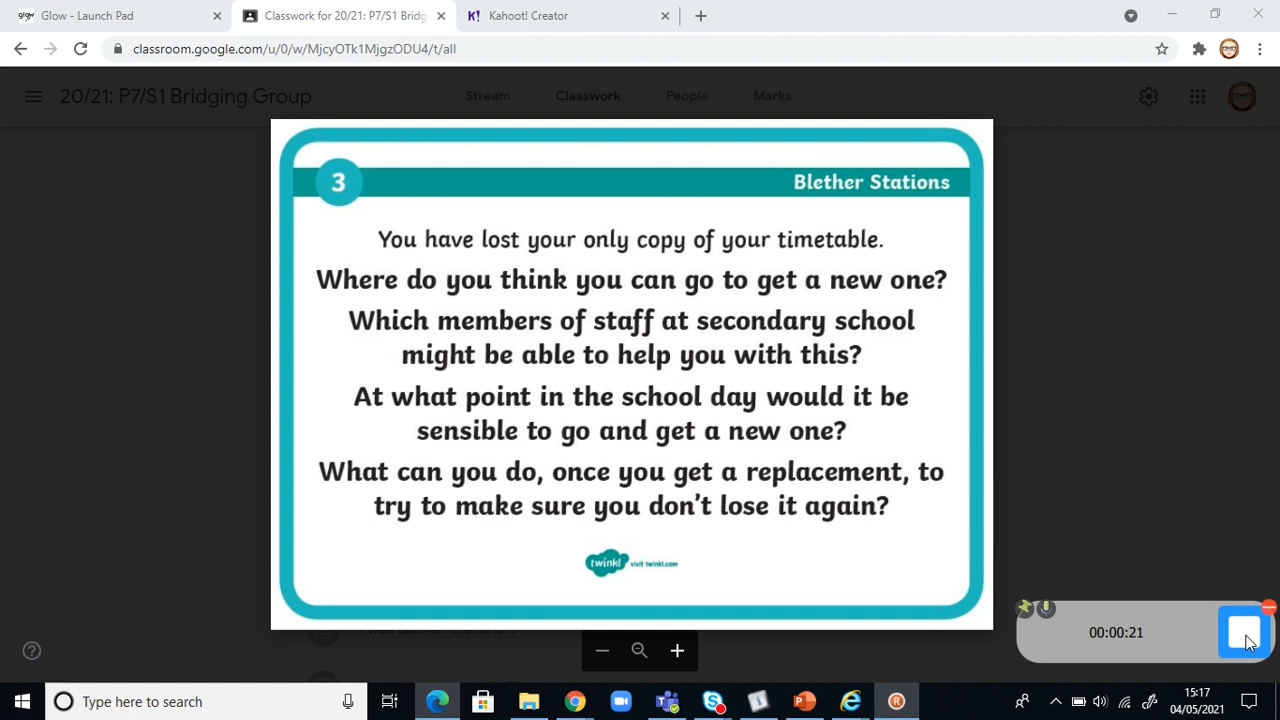 Glow - Launch Pad
Classwork for 20/21: P7/S1 Bridg
Kahoot! Creator
classroom.google.com/u/0/w/MjcyOTk1MjgzODU4/t/all
20/21: P7/S1 Bridging Group
Stream
Classwork
People
Marks
3
Blether Stations
You have lost your only copy of your timetable.
Where do you think you can go to get a new one?
Which members of staff at secondary school
might be able to help you with this?
At what point in the school day would it be
sensible to go and get a new one?
What can you do, once you get a replacement, to
try to make sure you don't lose it again?
twinkl visit twinkl.com
00:00:21
Type here to search
15:17
04/05/2021